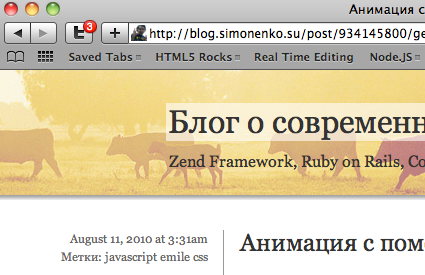 Анимация с
3
http://blog.simonenko.su/post/934145800/ge
Saved Tabs HTML5 Rocks Real Time Editing Node.JS
Блог о современн
Zend Framework, Ruby on Rails, Co
August 11, 2010 at 3:31am
Метки: javascript emile css
Анимация с пом